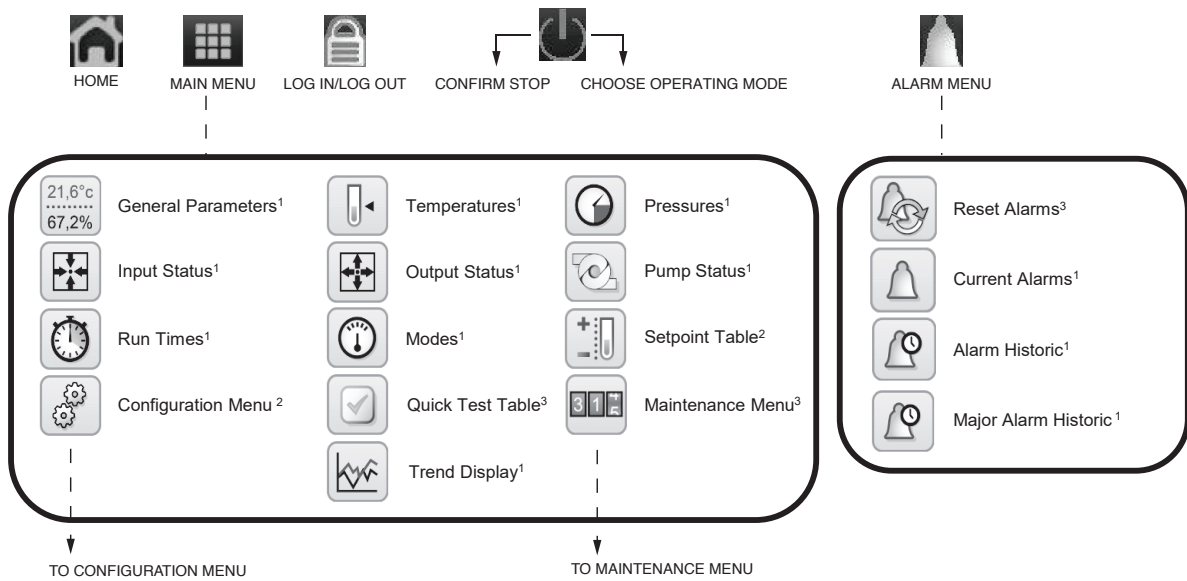 HOME
MAIN MENU
LOG IN/LOG OUT
CONFIRM STOP
CHOOSE OPERATING MODE
ALARM MENU
21,6°c
67,2%
General Parameters¹
Temperatures¹
Pressures¹
Reset Alarms³
Input Status¹
Output Status¹
Pump Status¹
Current Alarms¹
Run Times¹
Modes¹
Setpoint Table²
Alarm Historic¹
Configuration Menu ²
Quick Test Table³
3 1
Maintenance Menu³
Major Alarm Historic ¹
Trend Display¹
TO CONFIGURATION MENU
TO MAINTENANCE MENU